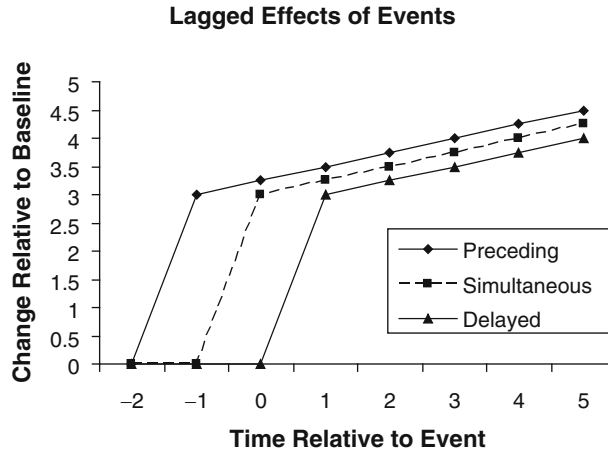 Lagged Effects of Events
Change Relative to Baseline
5
4.5
4
3.5
3
2.5
2
1.5
1
0.5
0
Preceding
Simultaneous
Delayed
−2 −1 0 1 2 3 4 5
Time Relative to Event